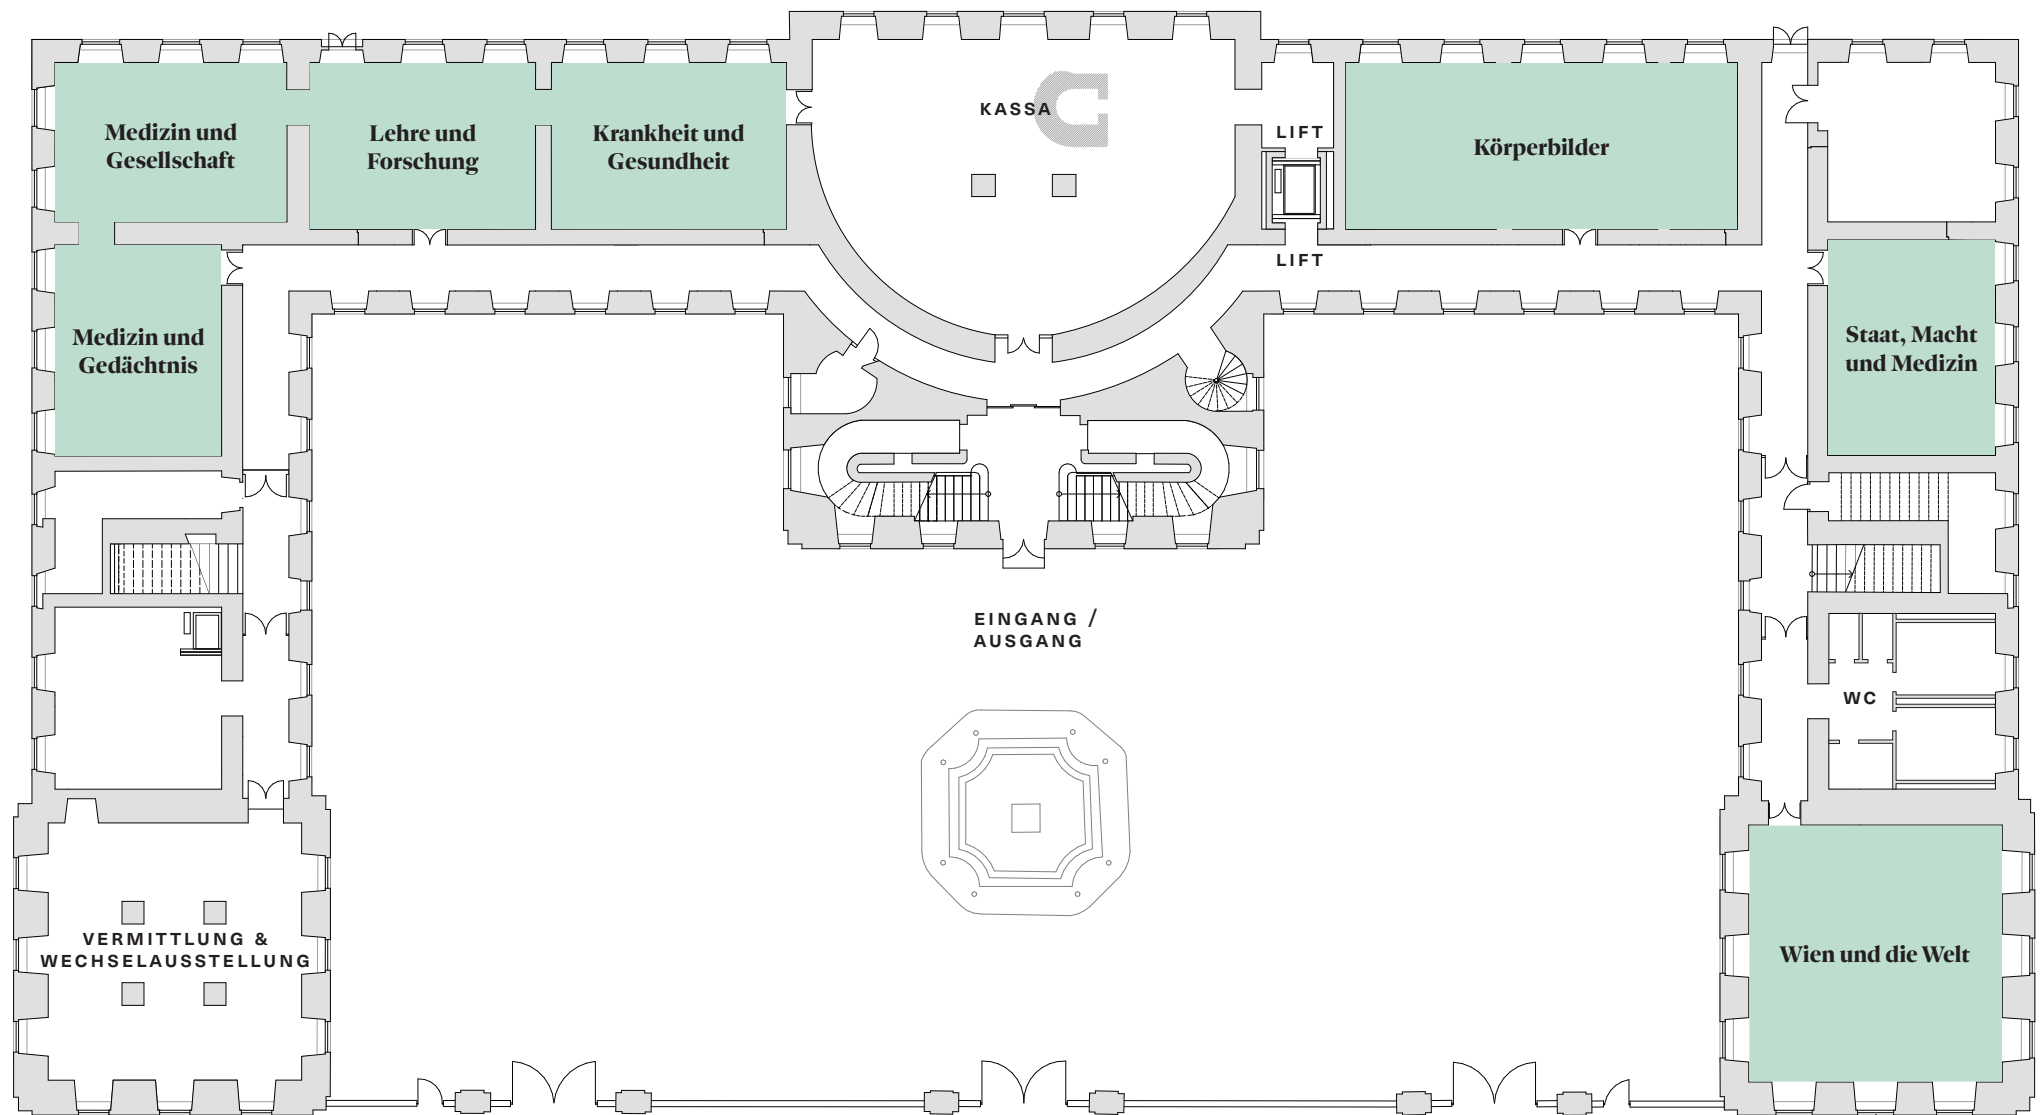 KASSA
Medizin und
Gesellschaft
Lehre und
Forschung
Krankheit und
Gesundheit
LIFT
Körperbilder
LIFT
Medizin und
Gedächtnis
Staat, Macht
und Medizin
EINGANG /
AUSGANG
WC
VERMITTLUNG &
WECHSELAUSSTELLUNG
Wien und die Welt